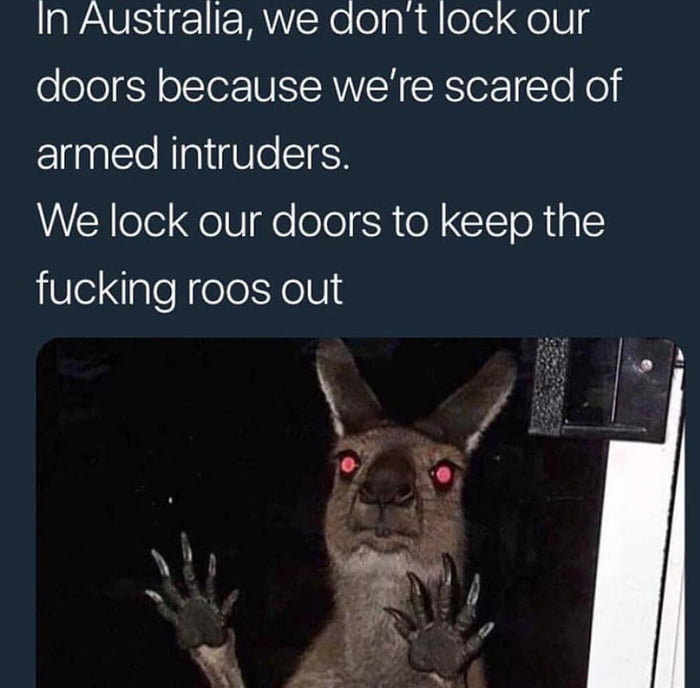 In Australia, we don't lock our
doors because we're scared of
armed intruders.
We lock our doors to keep the
fucking roos out